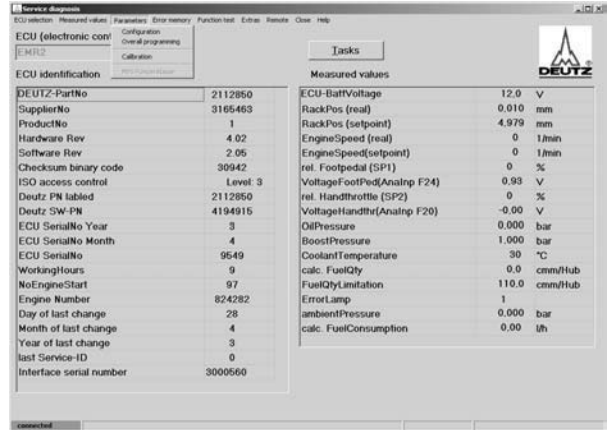 Service diagnosis
ECU selection Measured values Parameters Error memory Function test Extras Remote Close Help
Configuration
Overall programming
Calibration
ECU (electronic con
EMR2
Tasks
DEUTZ
ECU identification
Measured values
DEUTZ-PartNo 2112850
SupplierNo 3165463
ProductNo 1
Hardware Rev 4.02
Software Rev 2.05
Checksum binary code 30942
ISO access control Level: 3
Deutz PN labled 2112850
Deutz SW-PN 4194915
ECU SerialNo Year 3
ECU SerialNo Month 4
ECU SerialNo 9549
WorkingHours 9
NoEngineStart 97
Engine Number 824282
Day of last change 28
Month of last change 4
Year of last change 3
last Service-ID 0
Interface serial number 3000560
ECU-BattVoltage 12,0 V
RackPos (real) 0,010 mm
RackPos (setpoint) 4,979 mm
EngineSpeed (real) 0 1/min
EngineSpeed(setpoint) 0 1/min
rel. Footpedal (SP1) 0 %
VoltageFootPed(AnaInp F24) 0,93 V
rel. Handthrottle (SP2) 0 %
VoltageHandthr(AnaInp F20) -0,00 V
OilPressure 0,000 bar
BoostPressure 1,000 bar
CoolantTemperature 30 °C
calc. FuelQty 0,0 cmm/Hub
FuelQtyLimitation 110,0 cmm/Hub
ErrorLamp 1
ambientPressure 0,000 bar
calc. FuelConsumption 0,00 l/h
connected